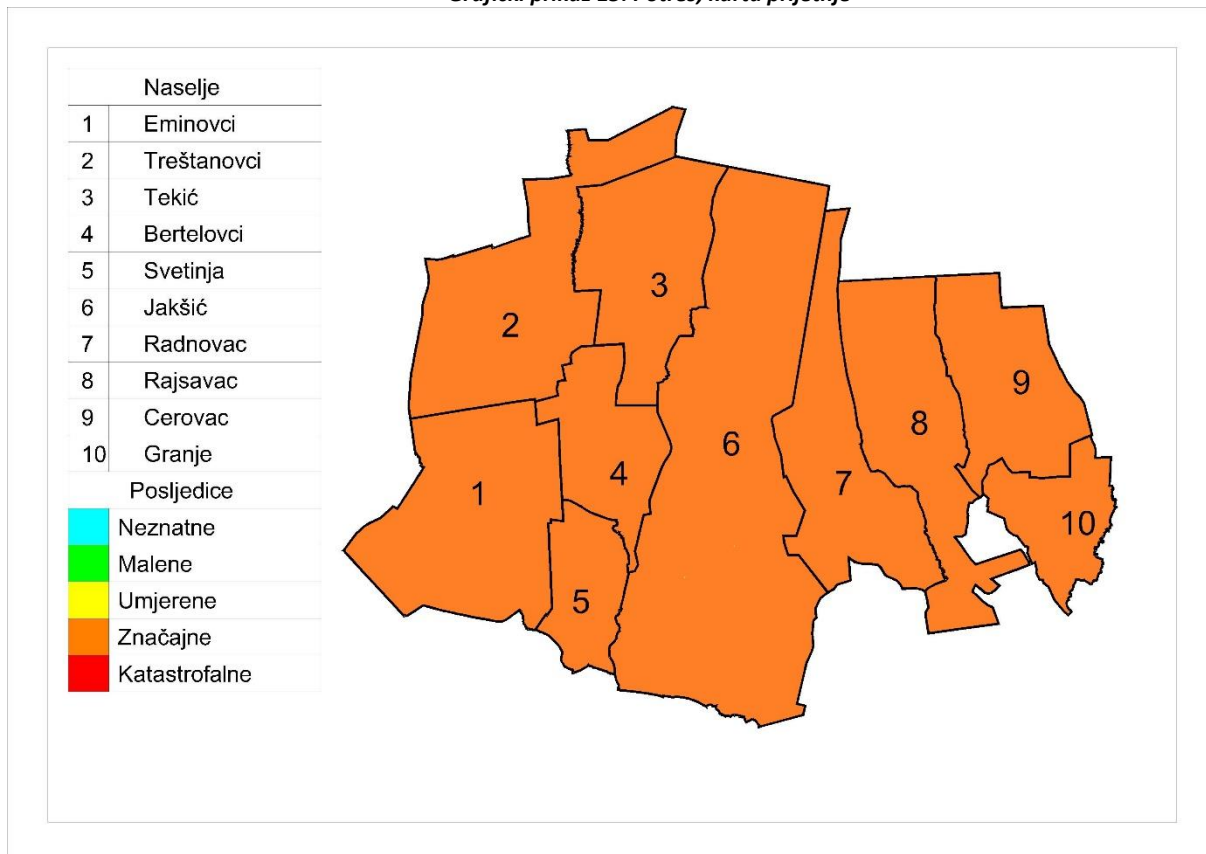 Naselje
1 Eminovci
2 Treštanovci
3 Tekić
4 Bertelovci
5 Svetinja
6 Jakšić
7 Radnovac
8 Rajsavac
9 Cerovac
10 Granje
Posljedice
Neznatne
Malene
Umjerene
Značajne
Katastrofalne
2
3
9
8
6
4
7
1
10
5